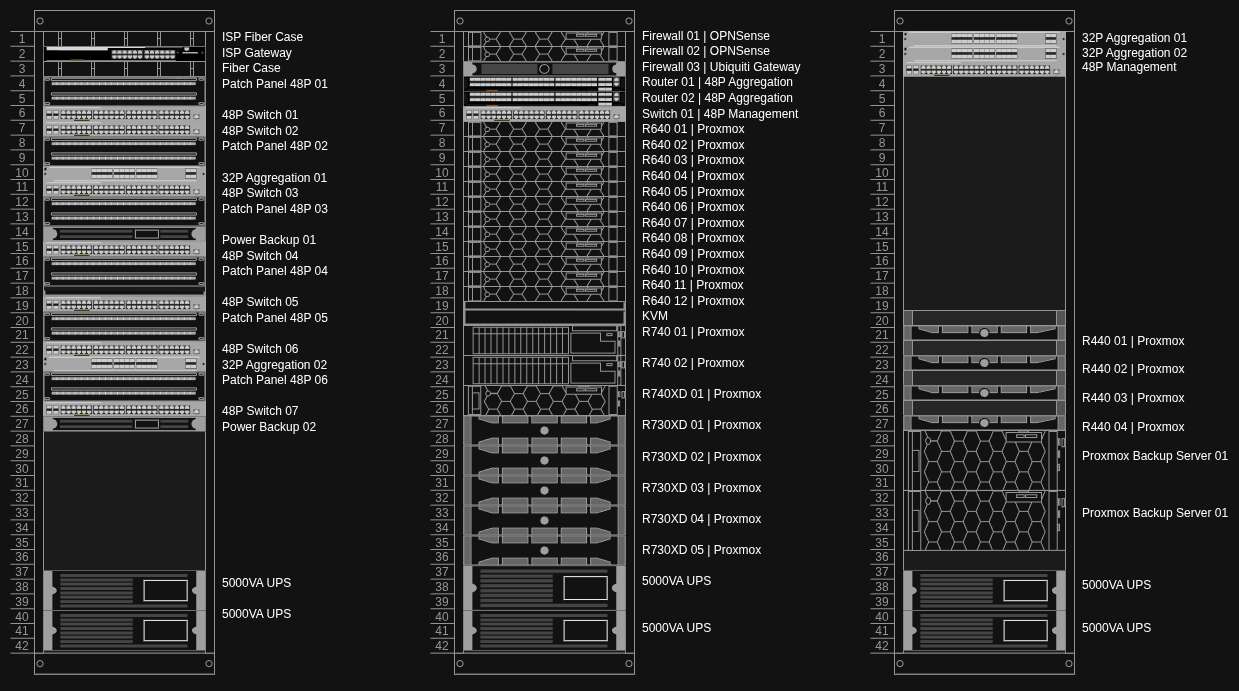 1
2
3
4
5
6
7
8
9
10
11
12
13
14
15
16
17
18
19
20
21
22
23
24
25
26
27
28
29
30
31
32
33
34
35
36
37
38
39
40
41
42
ISP Fiber Case
ISP Gateway
Fiber Case
Patch Panel 48P 01
48P Switch 01
48P Switch 02
Patch Panel 48P 02
32P Aggregation 01
48P Switch 03
Patch Panel 48P 03
Power Backup 01
48P Switch 04
Patch Panel 48P 04
48P Switch 05
Patch Panel 48P 05
48P Switch 06
32P Aggregation 02
Patch Panel 48P 06
48P Switch 07
Power Backup 02
5000VA UPS
5000VA UPS
1
2
3
4
5
6
7
8
9
10
11
12
13
14
15
16
17
18
19
20
21
22
23
24
25
26
27
28
29
30
31
32
33
34
35
36
37
38
39
40
41
42
Firewall 01 | OPNSense
Firewall 02 | OPNSense
Firewall 03 | Ubiquiti Gateway
Router 01 | 48P Aggregation
Router 02 | 48P Aggregation
Switch 01 | 48P Management
R640 01 | Proxmox
R640 02 | Proxmox
R640 03 | Proxmox
R640 04 | Proxmox
R640 05 | Proxmox
R640 06 | Proxmox
R640 07 | Proxmox
R640 08 | Proxmox
R640 09 | Proxmox
R640 10 | Proxmox
R640 11 | Proxmox
R640 12 | Proxmox
KVM
R740 01 | Proxmox
R740 02 | Proxmox
R740XD 01 | Proxmox
R730XD 01 | Proxmox
R730XD 02 | Proxmox
R730XD 03 | Proxmox
R730XD 04 | Proxmox
R730XD 05 | Proxmox
5000VA UPS
5000VA UPS
1
2
3
4
5
6
7
8
9
10
11
12
13
14
15
16
17
18
19
20
21
22
23
24
25
26
27
28
29
30
31
32
33
34
35
36
37
38
39
40
41
42
32P Aggregation 01
32P Aggregation 02
48P Management
R440 01 | Proxmox
R440 02 | Proxmox
R440 03 | Proxmox
R440 04 | Proxmox
Proxmox Backup Server 01
Proxmox Backup Server 01
5000VA UPS
5000VA UPS